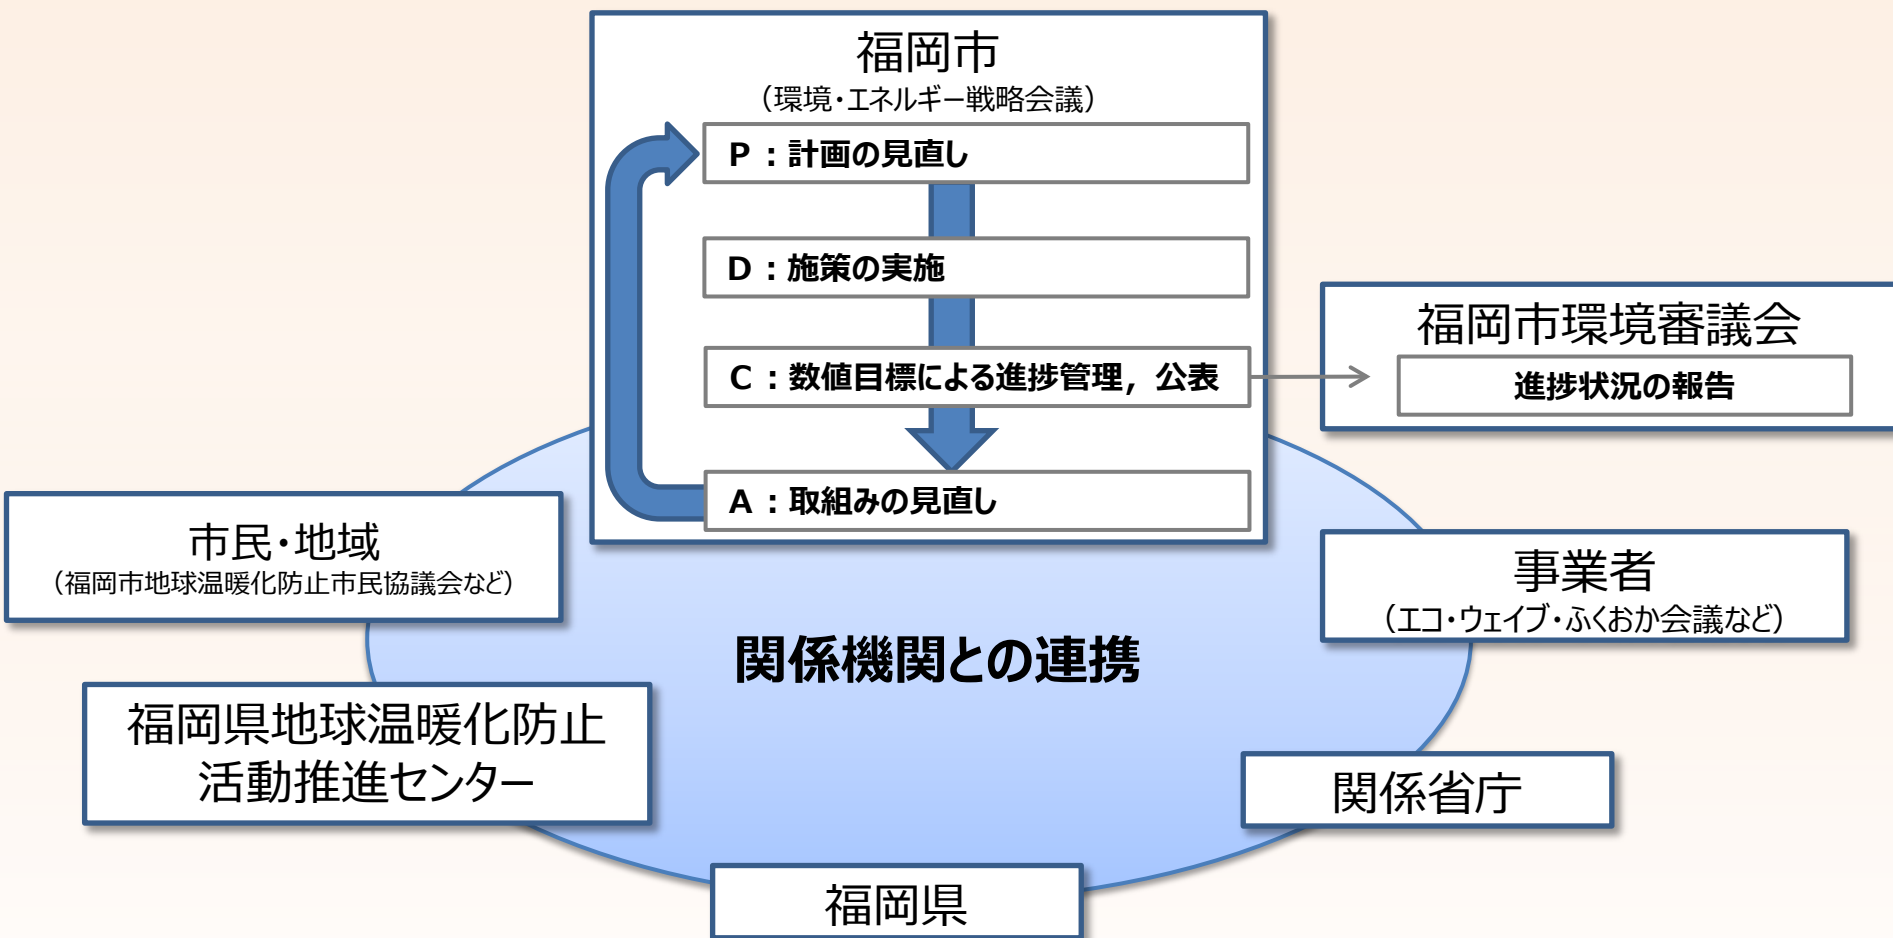 福岡市
（環境・エネルギー戦略会議）
P：計画の見直し
D：施策の実施
C：数値目標による進捗管理，公表
A：取組みの見直し
福岡市環境審議会
進捗状況の報告
市民・地域
（福岡市地球温暖化防止市民協議会など）
事業者
（エコ・ウェイブ・ふくおか会議など）
関係機関との連携
福岡県地球温暖化防止
活動推進センター
関係省庁
福岡県